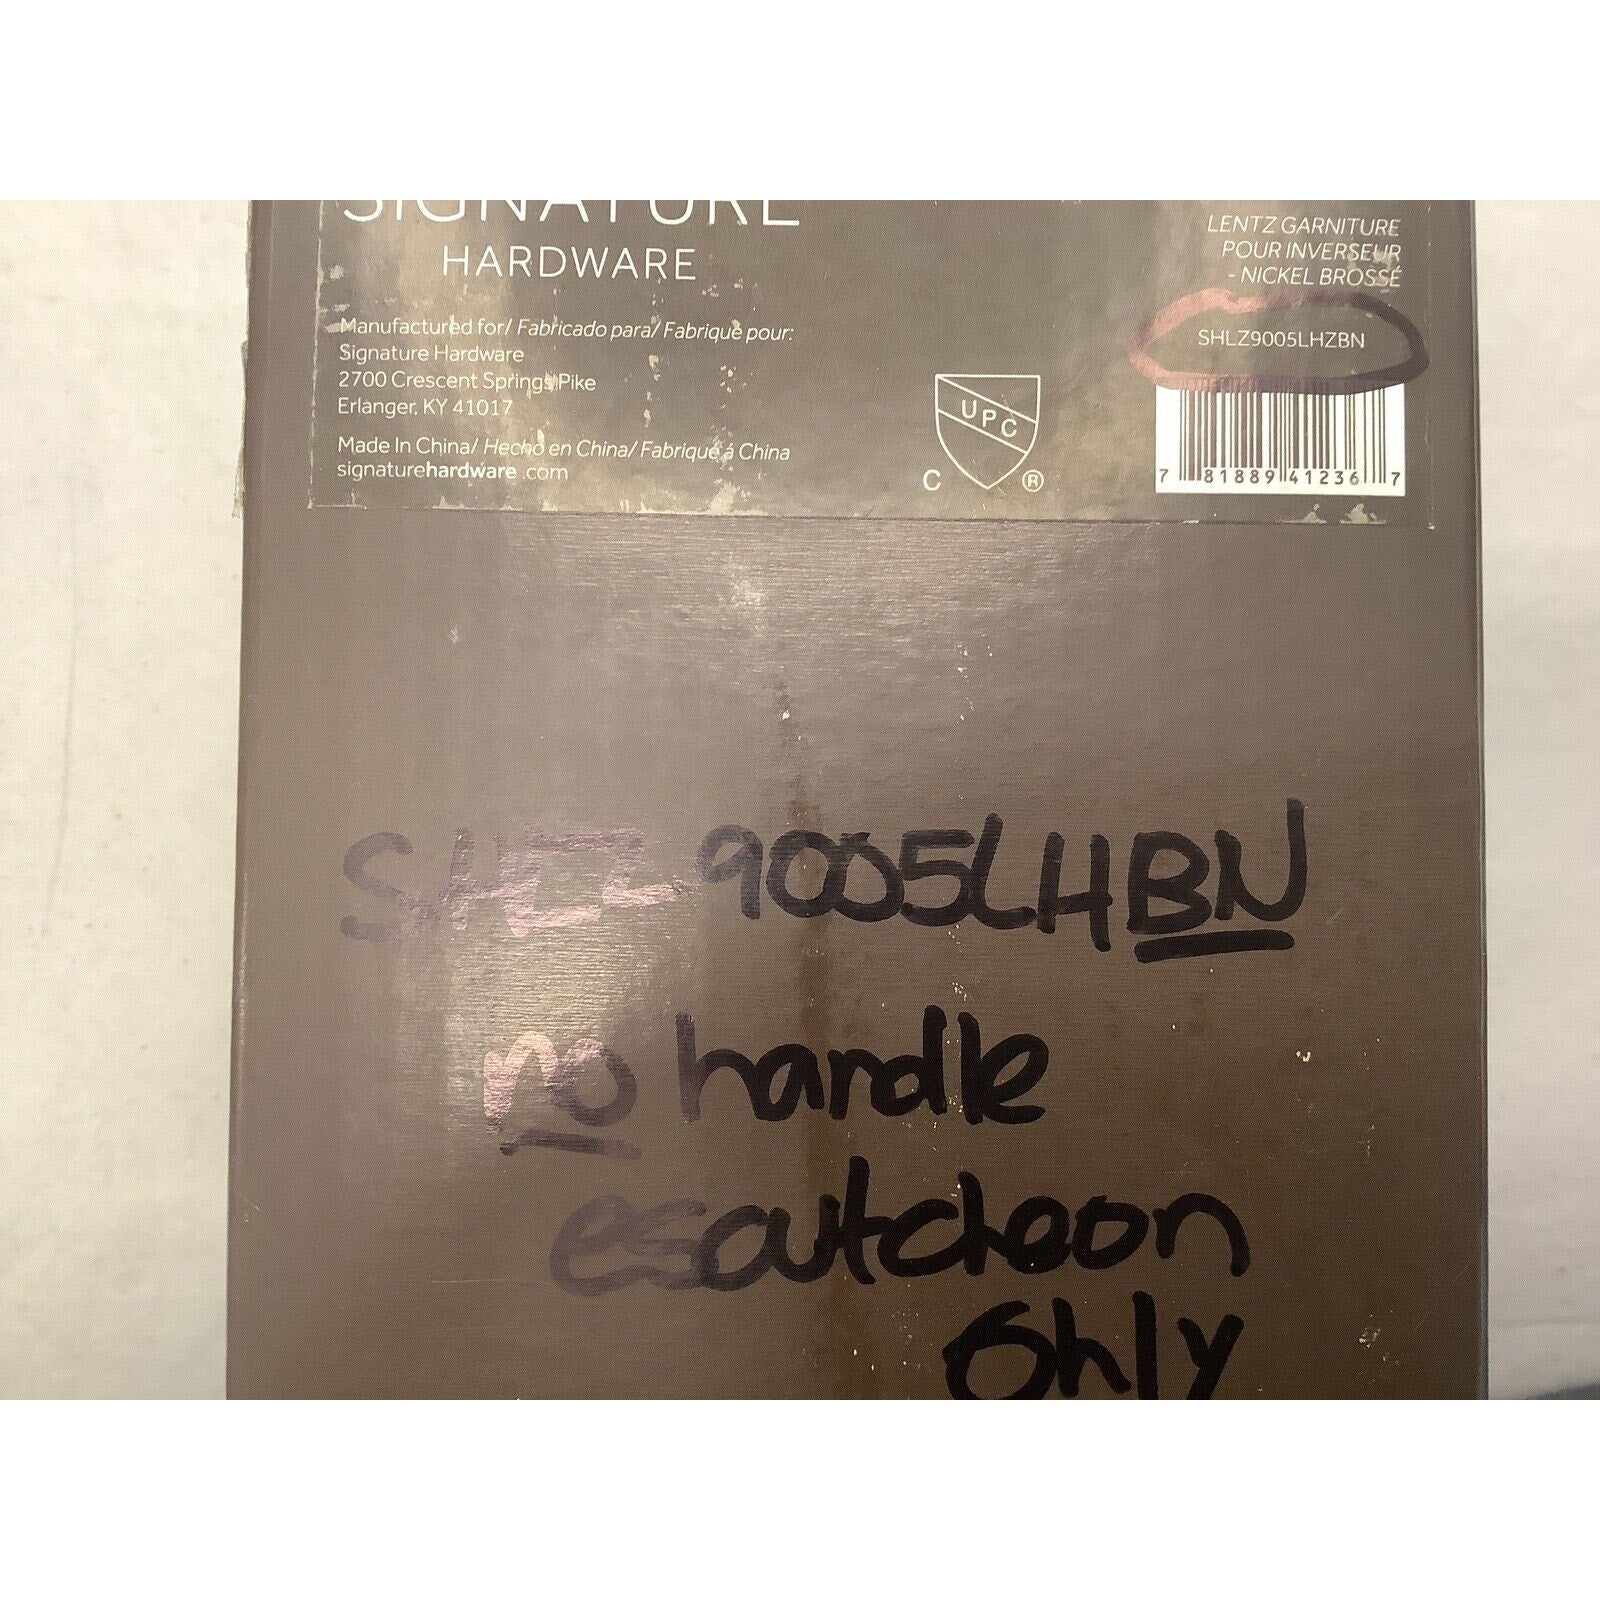 SIGNATURE
HARDWARE
Manufactured for/ Fabricado para/ Fabriqué pour:
Signature Hardware
2700 Crescent Springs Pike
Erlanger, KY 41017
Made In China/ Hecho en China/ Fabriqué à China
signaturehardware.com
UPC
C ®
LENTZ GARNITURE
POUR INVERSEUR
- NICKEL BROSSÉ
SHLZ9005LHZBN
7 81889 41236 7
SHLZ9005LHBN
no handle
escutcheon
only